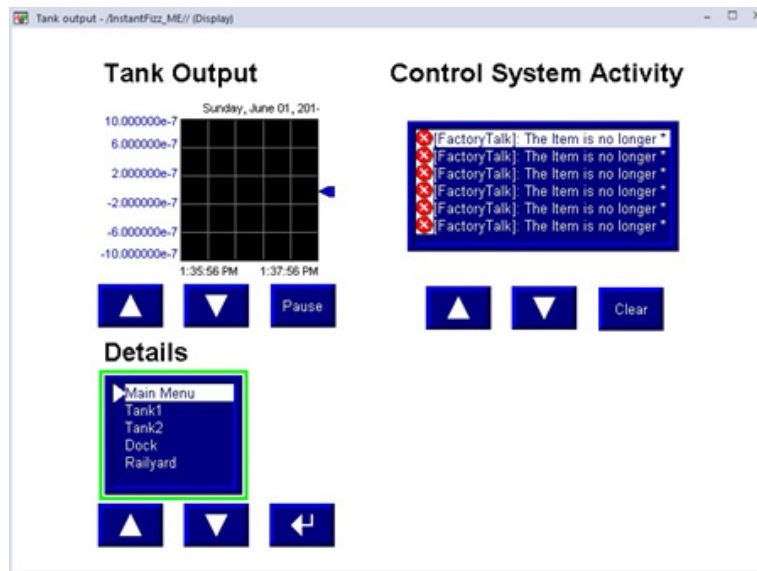 Tank output - /InstantFizz_ME// (Display)
Tank Output
Control System Activity
Sunday, June 01, 201-
10.000000e-7
6.000000e-7
2.000000e-7
-2.000000e-7
-6.000000e-7
-10.000000e-7
1:35:56 PM 1:37:56 PM
[FactoryTalk]: The Item is no longer *
[FactoryTalk]: The Item is no longer *
[FactoryTalk]: The Item is no longer *
[FactoryTalk]: The Item is no longer *
[FactoryTalk]: The Item is no longer *
[FactoryTalk]: The Item is no longer *
Pause
Clear
Details
Main Menu
Tank1
Tank2
Dock
Railyard